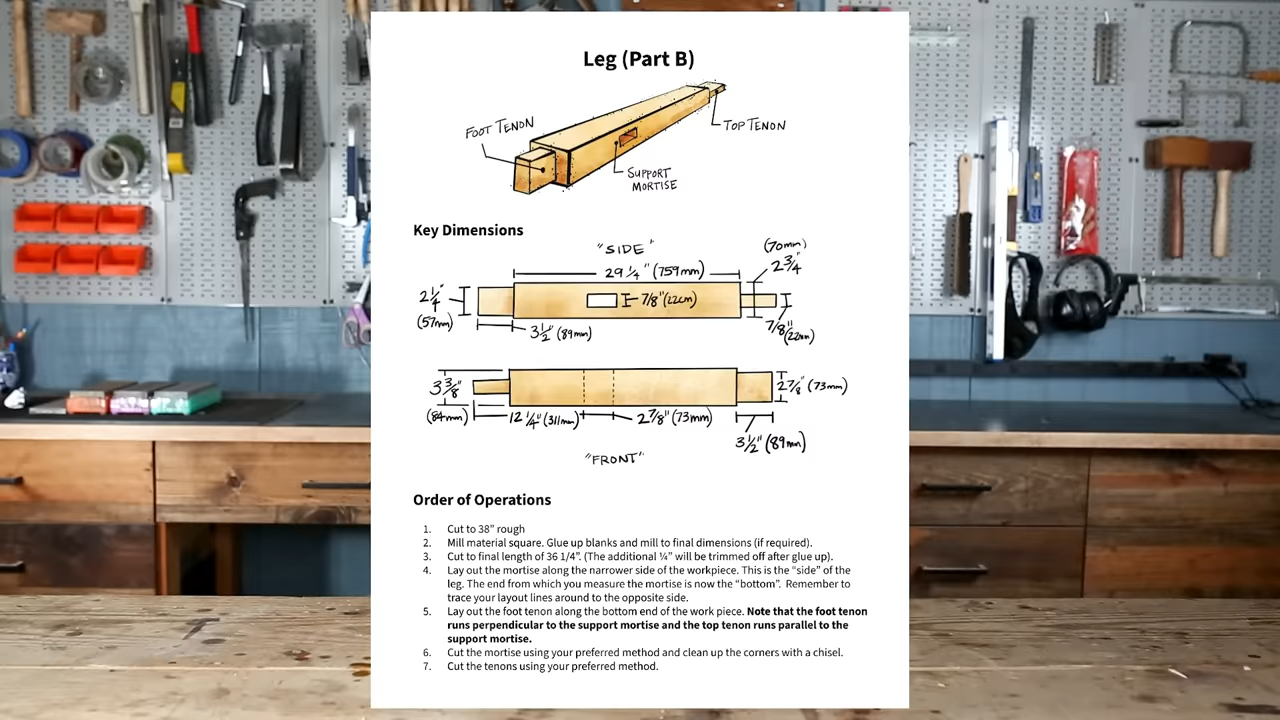 Leg (Part B)
FOOT TENON
TOP TENON
SUPPORT
MORTISE
Key Dimensions
"SIDE"
(70mm)
2 3/4"
29 1/4" (759mm)
2 1/4"
(57mm)
7/8" (22cm)
3 1/2" (89mm)
7/8" (22mm)
3 3/8"
(84mm)
2 7/8" (73mm)
12 1/4" (311mm)
2 7/8" (73mm)
3 1/2" (89mm)
"FRONT"
Order of Operations
1. Cut to 38" rough
2. Mill material square. Glue up blanks and mill to final dimensions (if required).
3. Cut to final length of 36 1/4". (The additional ¼" will be trimmed off after glue up).
4. Lay out the mortise along the narrower side of the workpiece. This is the "side" of the
leg. The end from which you measure the mortise is now the "bottom". Remember to
trace your layout lines around to the opposite side.
5. Lay out the foot tenon along the bottom end of the work piece. Note that the foot tenon
runs perpendicular to the support mortise and the top tenon runs parallel to the
support mortise.
6. Cut the mortise using your preferred method and clean up the corners with a chisel.
7. Cut the tenons using your preferred method.